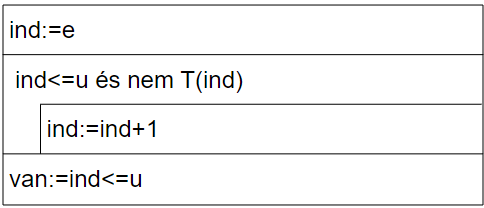 ind:=e
ind<=u és nem T(ind)
ind:=ind+1
van:=ind<=u